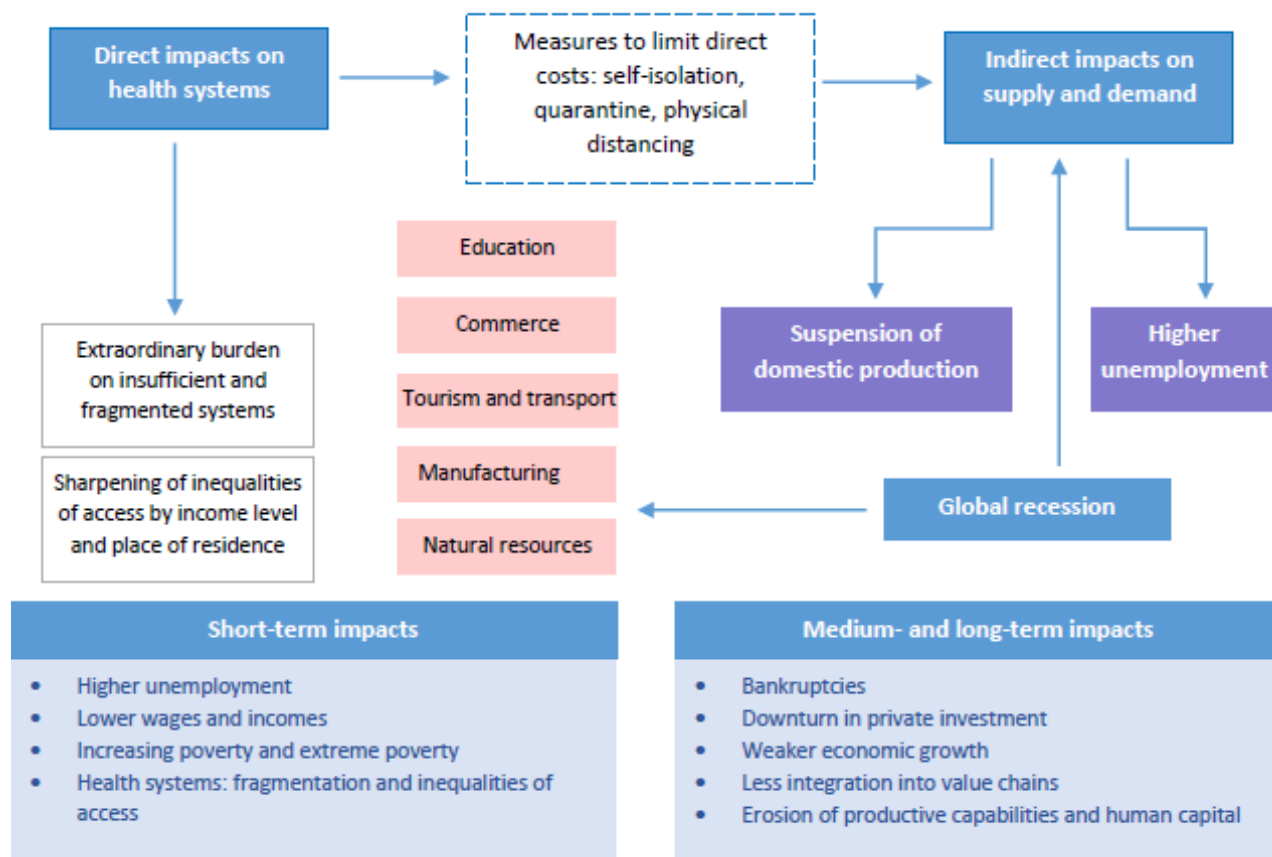 Direct impacts on
health systems
Measures to limit direct
costs: self-isolation,
quarantine, physical
distancing
Indirect impacts on
supply and demand
Education
Commerce
Tourism and transport
Manufacturing
Natural resources
Suspension of
domestic production
Higher
unemployment
Extraordinary burden
on insufficient and
fragmented systems
Sharpening of inequalities
of access by income level
and place of residence
Global recession
Short-term impacts
• Higher unemployment
• Lower wages and incomes
• Increasing poverty and extreme poverty
• Health systems: fragmentation and inequalities of
access
Medium- and long-term impacts
• Bankruptcies
• Downturn in private investment
• Weaker economic growth
• Less integration into value chains
• Erosion of productive capabilities and human capital